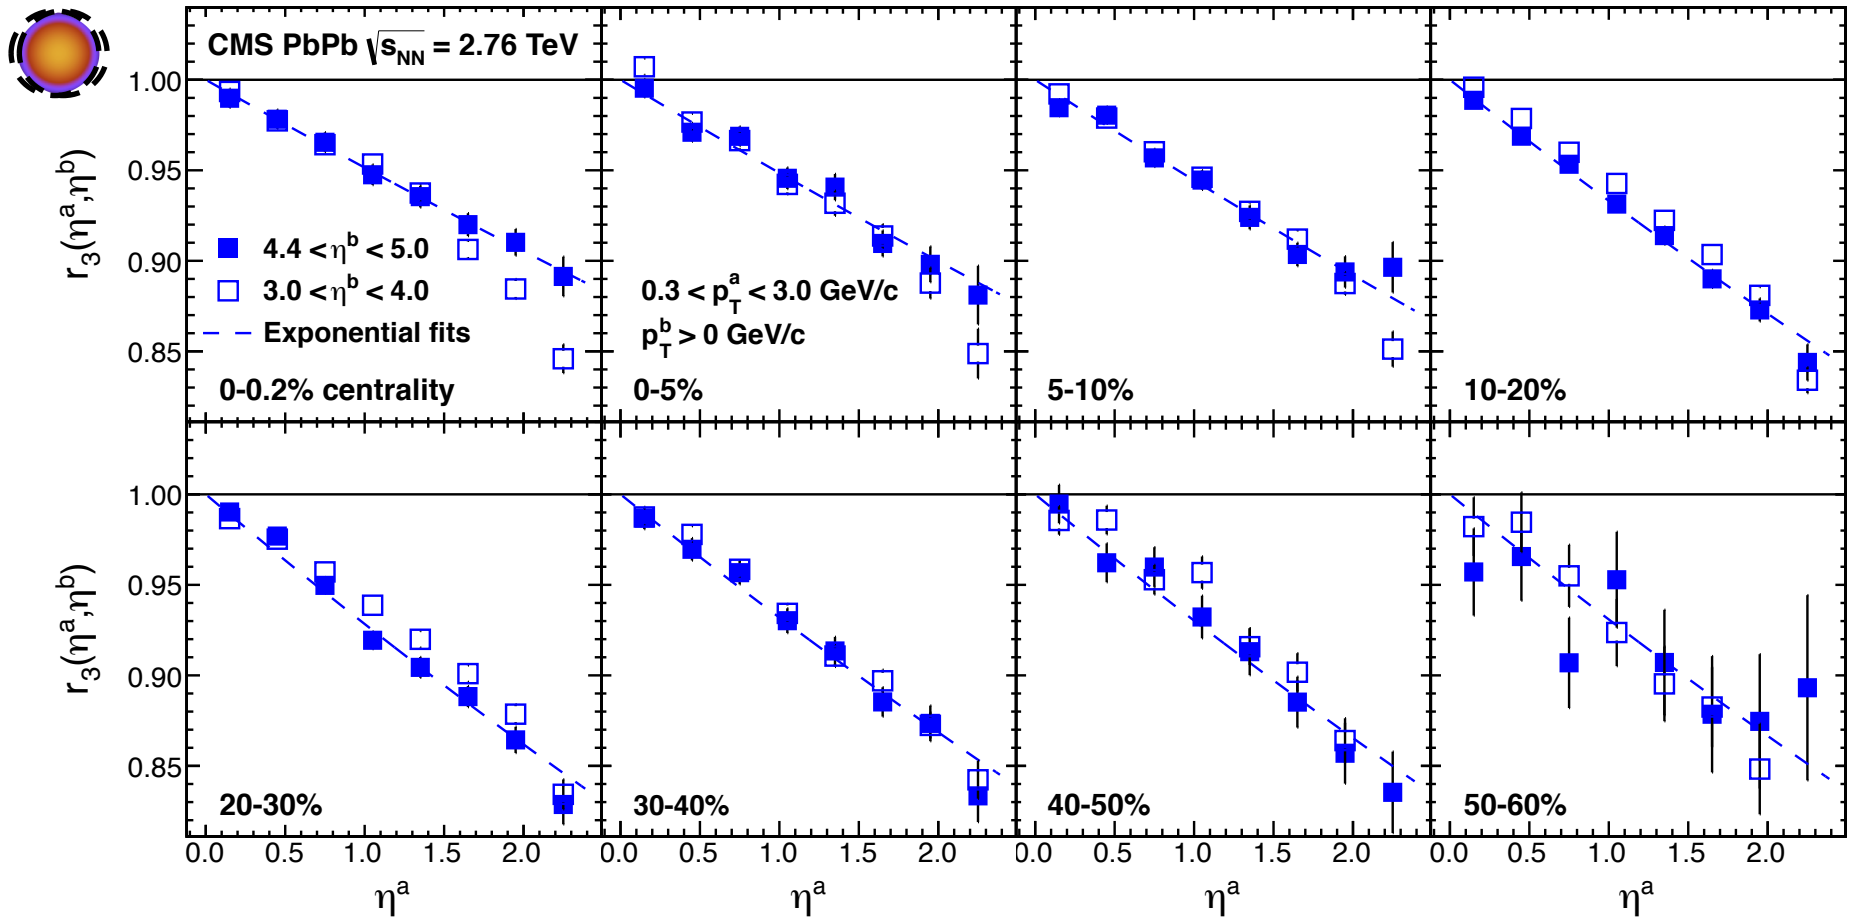 CMS PbPb √sNN = 2.76 TeV
r3(ηa,ηb)
1.00
0.95
0.90
0.85
4.4 < ηb < 5.0
3.0 < ηb < 4.0
Exponential fits
0-0.2% centrality
0.3 < pTa < 3.0 GeV/c
pTb > 0 GeV/c
0-5%
5-10%
10-20%
r3(ηa,ηb)
1.00
0.95
0.90
0.85
20-30%
30-40%
40-50%
50-60%
0.0 0.5 1.0 1.5 2.0 0.0 0.5 1.0 1.5 2.0 0.0 0.5 1.0 1.5 2.0 0.0 0.5 1.0 1.5 2.0
ηa ηa ηa ηa